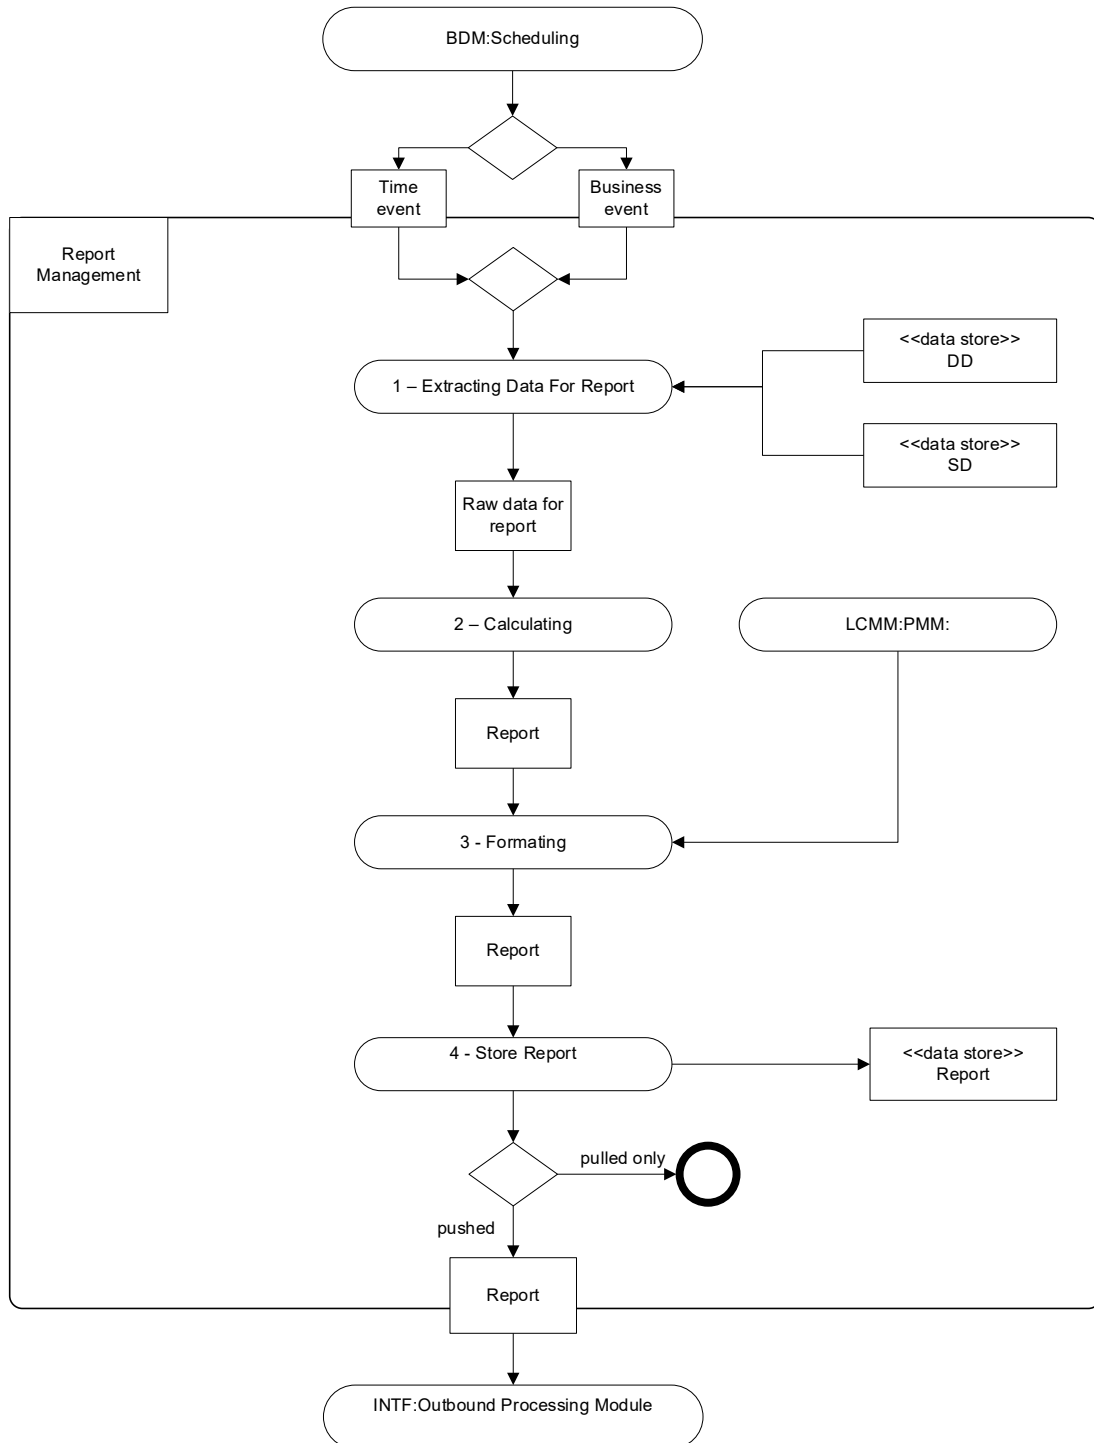 BDM:Scheduling
Time
event
Business
event
Report
Management
<<data store>>
DD
1 – Extracting Data For Report
<<data store>>
SD
Raw data for
report
2 – Calculating
LCMM:PMM:
Report
3 - Formating
Report
4 - Store Report
<<data store>>
Report
pulled only
pushed
Report
INTF:Outbound Processing Module